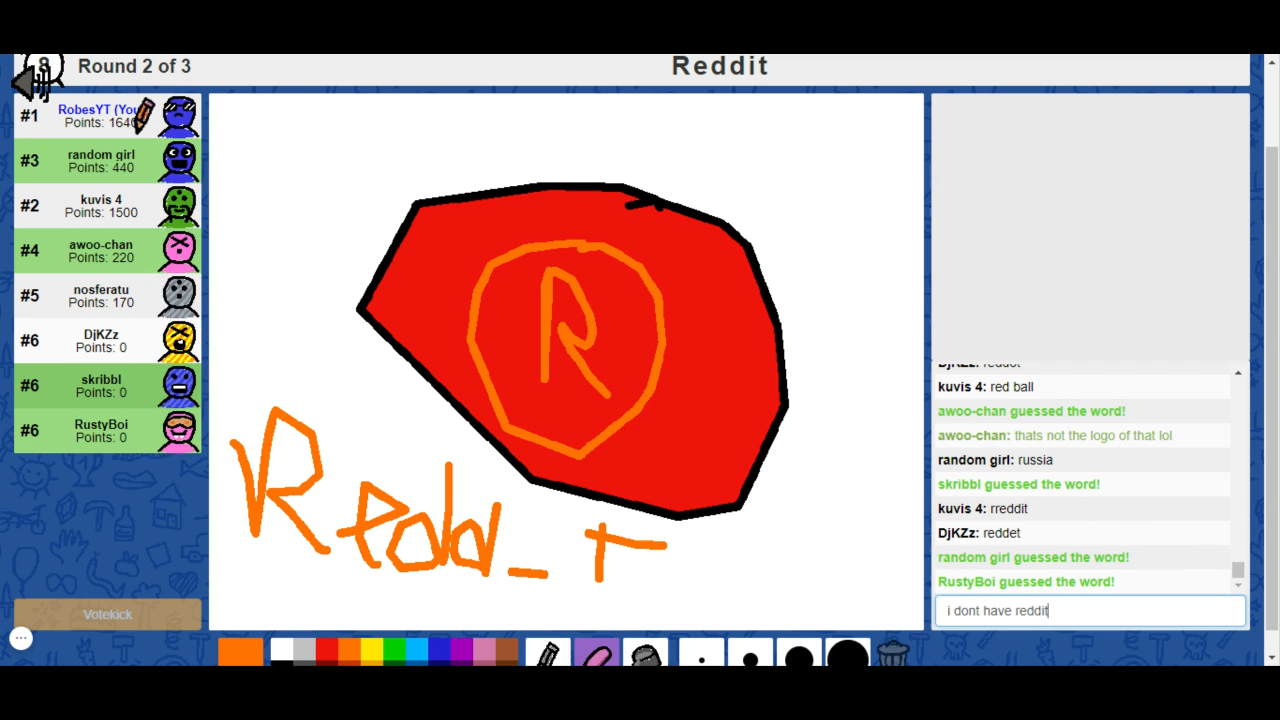 8
Round 2 of 3
Reddit
#1
RobesYT (You
Points: 1640
#3
random girl
Points: 440
#2
kuvis 4
Points: 1500
#4
awoo-chan
Points: 220
#5
nosferatu
Points: 170
#6
DjKZz
Points: 0
#6
skribbl
Points: 0
#6
RustyBoi
Points: 0
Votekick
R
Redd_t
DjKZz: reddot
kuvis 4: red ball
awoo-chan guessed the word!
awoo-chan: thats not the logo of that lol
random girl: russia
skribbl guessed the word!
kuvis 4: rreddit
DjKZz: reddet
random girl guessed the word!
RustyBoi guessed the word!
i dont have reddit